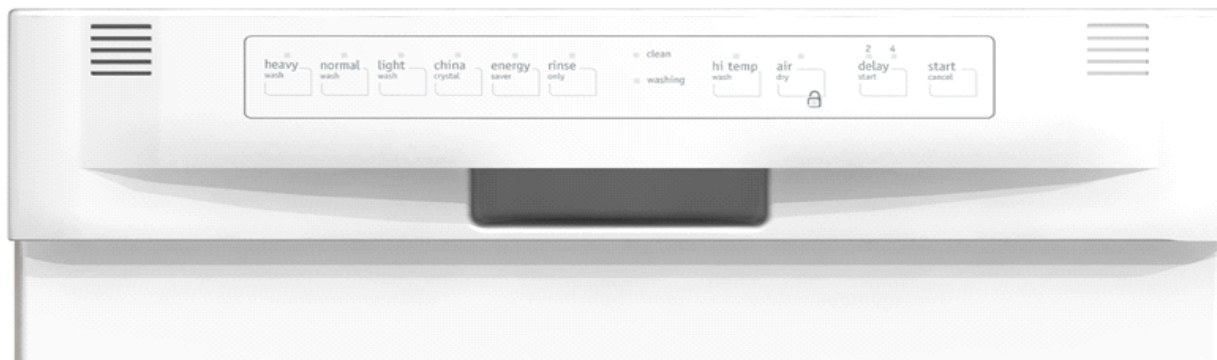 heavy
wash
normal
wash
light
wash
china
crystal
energy
saver
rinse
only
clean
washing
hi temp
wash
air
dry
2 4
delay
start
start
cancel